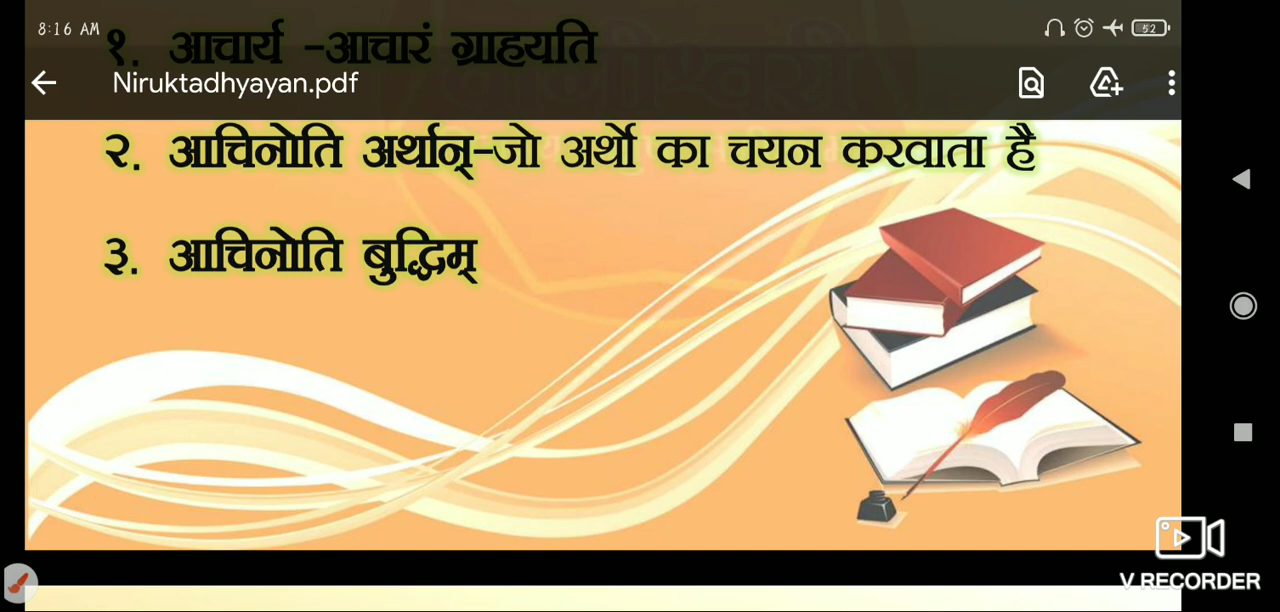 8:16 AM
52
१. आचार्य -आचारं ग्राहयति
Niruktadhyayan.pdf
२. आचिनोति अर्थान्-जो अर्थो का चयन करवाता है
३. आचिनोति बुद्धिम्
V RECORDER